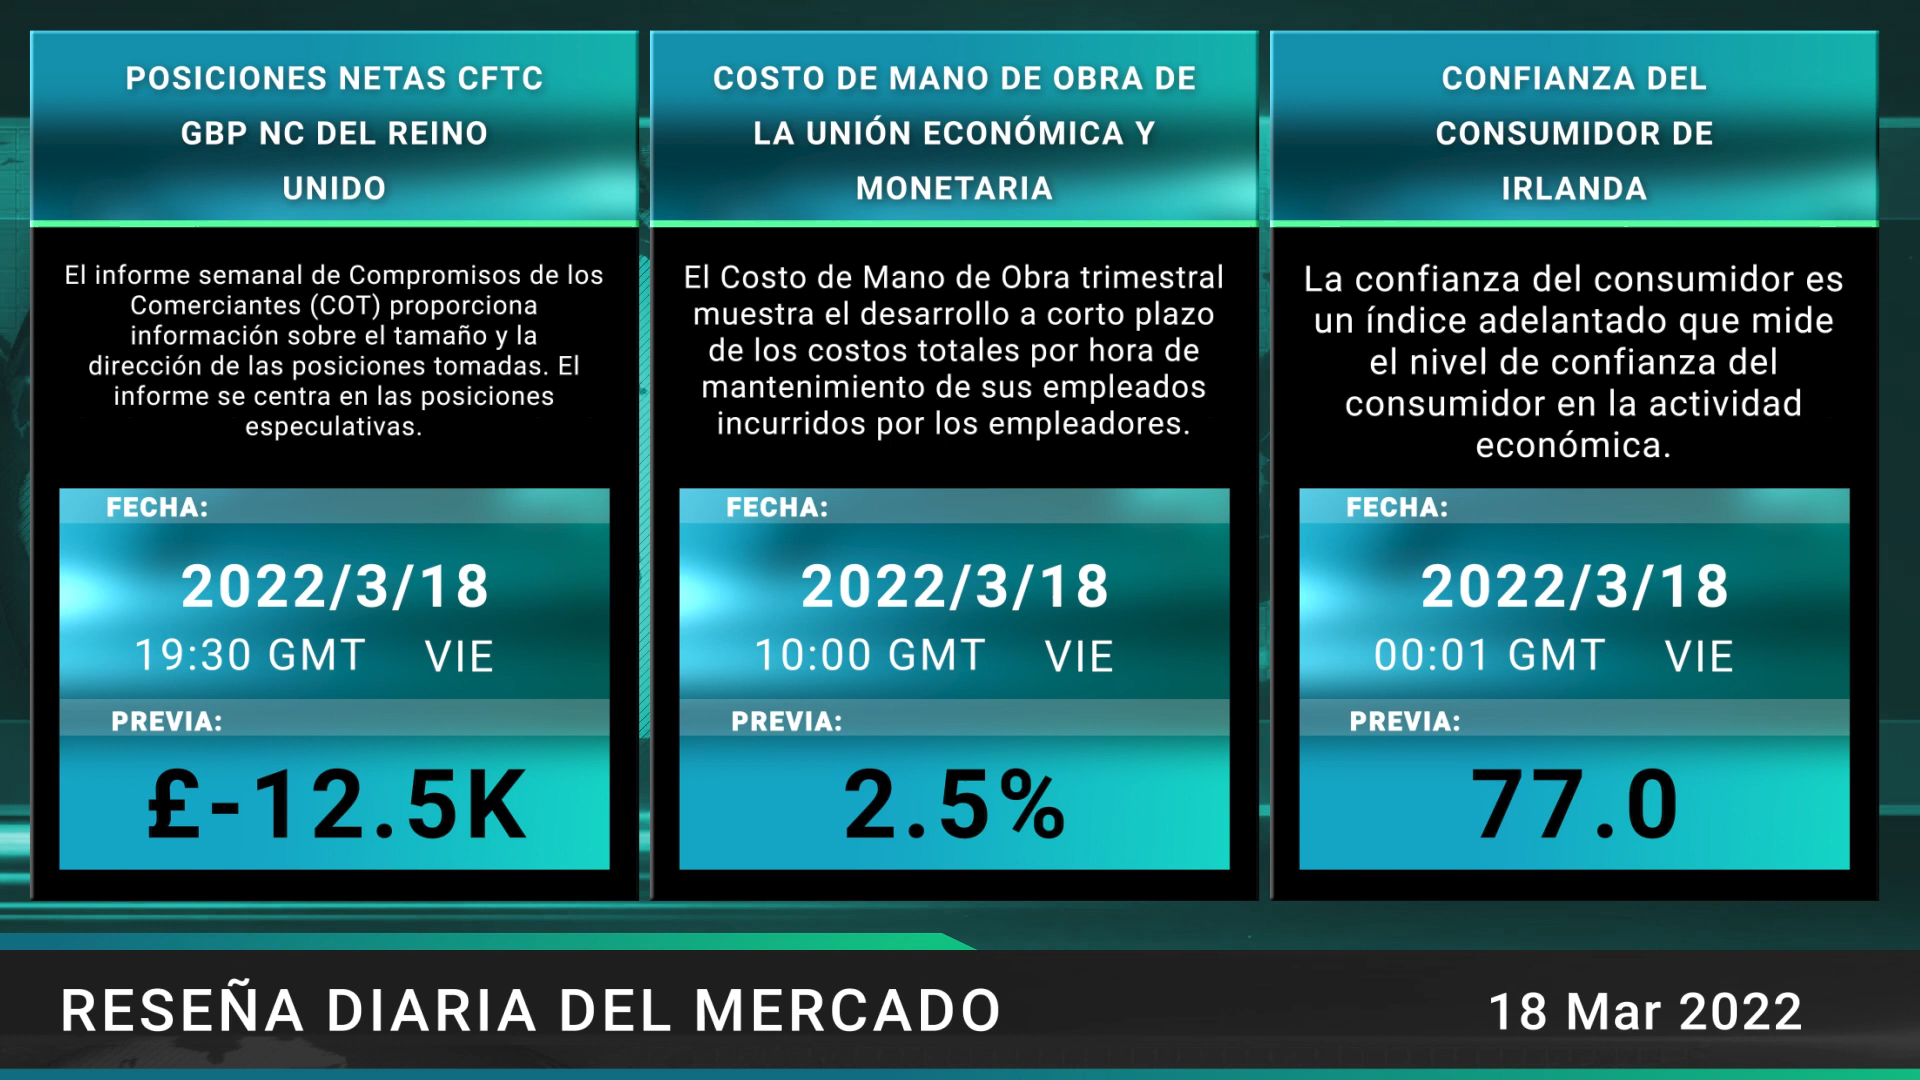 POSICIONES NETAS CFTC
GBP NC DEL REINO
UNIDO
El informe semanal de Compromisos de los
Comerciantes (COT) proporciona
información sobre el tamaño y la
dirección de las posiciones tomadas. El
informe se centra en las posiciones
especulativas.
FECHA:
2022/3/18
19:30 GMT VIE
PREVIA:
£-12.5K
COSTO DE MANO DE OBRA DE
LA UNIÓN ECONÓMICA Y
MONETARIA
El Costo de Mano de Obra trimestral
muestra el desarrollo a corto plazo
de los costos totales por hora de
mantenimiento de sus empleados
incurridos por los empleadores.
FECHA:
2022/3/18
10:00 GMT VIE
PREVIA:
2.5%
CONFIANZA DEL
CONSUMIDOR DE
IRLANDA
La confianza del consumidor es
un índice adelantado que mide
el nivel de confianza del
consumidor en la actividad
económica.
FECHA:
2022/3/18
00:01 GMT VIE
PREVIA:
77.0
RESEÑA DIARIA DEL MERCADO
18 Mar 2022